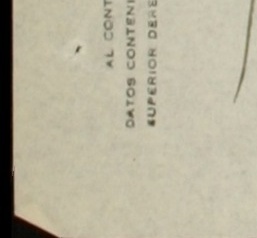 AL CONT
DATOS CONTENI
SUPERIOR DERE